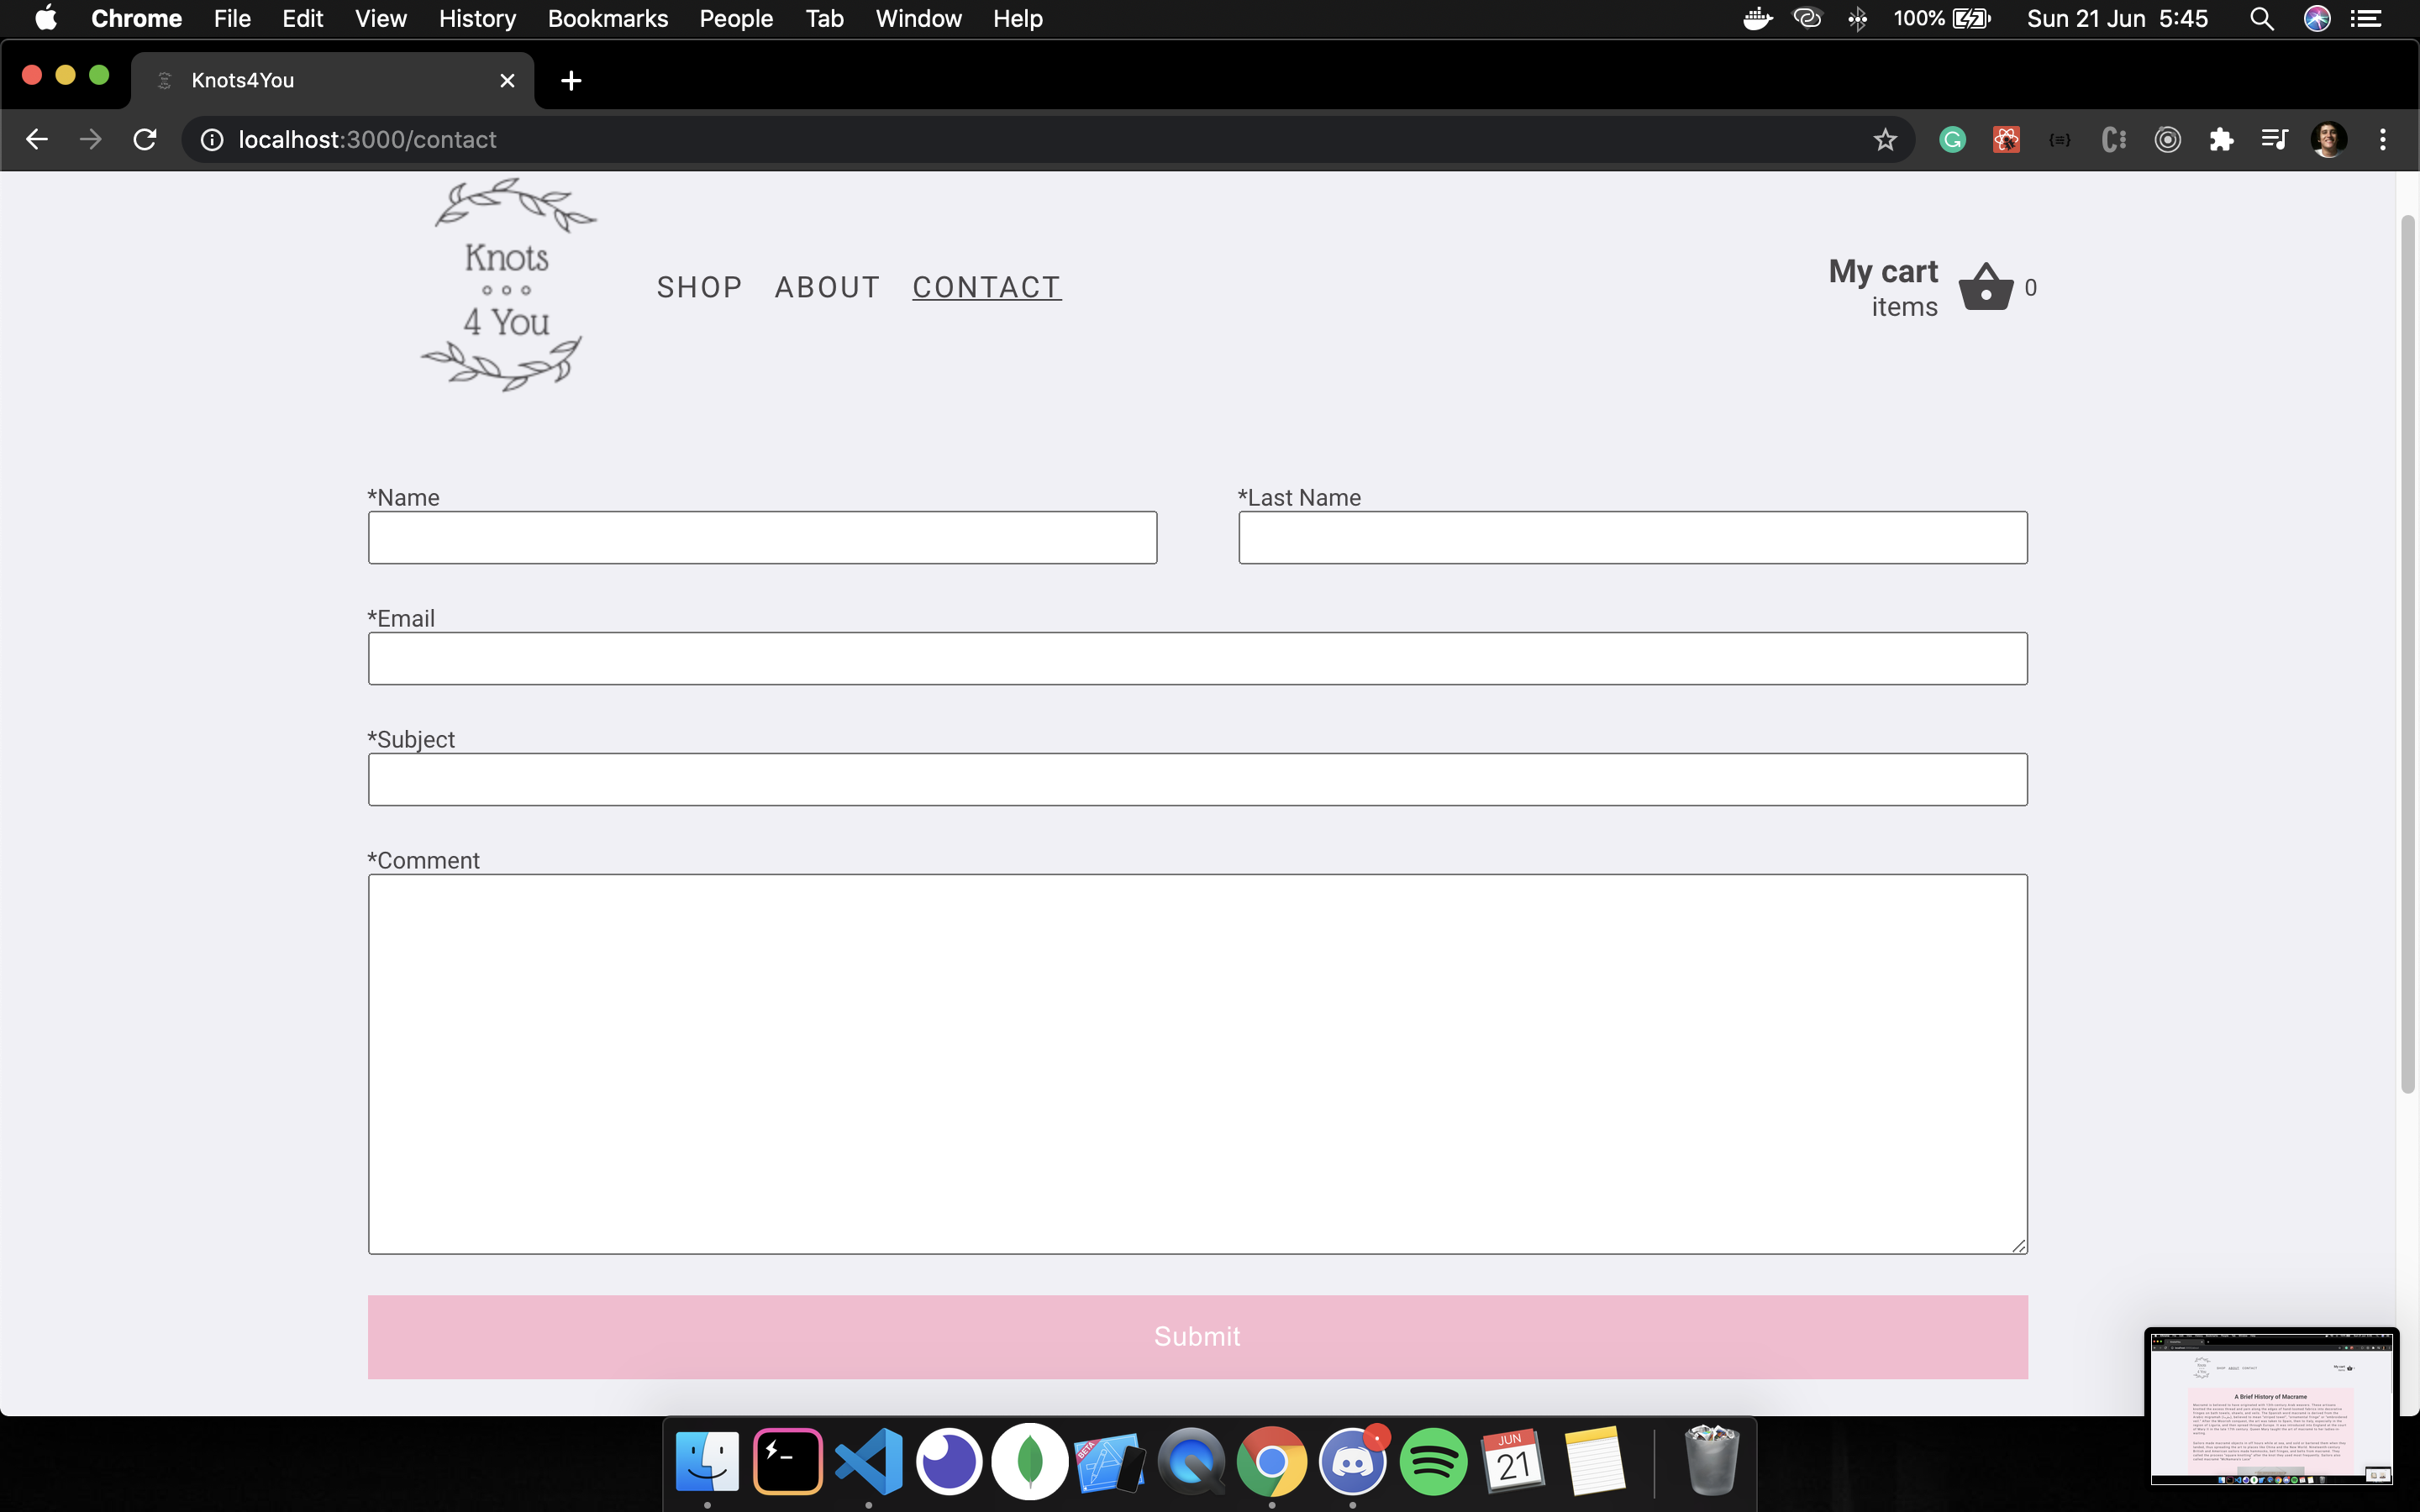 Chrome File Edit View History Bookmarks People Tab Window Help 100% Sun 21 Jun 5:45
Knots4You
localhost:3000/contact
Knots
4 You
SHOP ABOUT CONTACT
My cart
items
0
*Name
*Last Name
*Email
*Subject
*Comment
Submit
A Brief History of Macrame
BETA
JUN
21